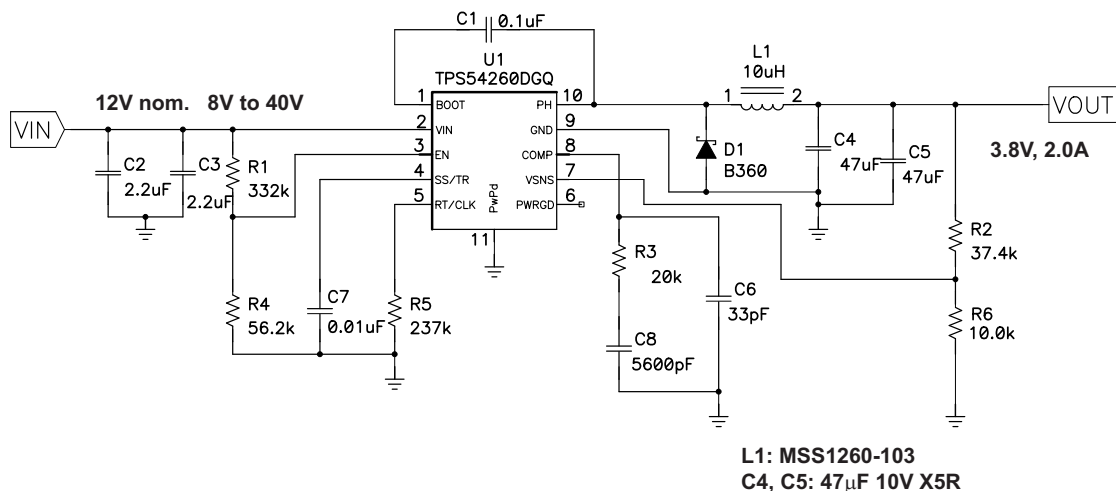 C1
0.1uF
U1
TPS54260DGQ
L1
10uH
12V nom. 8V to 40V
VIN
VOUT
3.8V, 2.0A
1 BOOT
2 VIN
3 EN
4 SS/TR
5 RT/CLK
PwPd
11
PH 10
GND 9
COMP 8
VSNS 7
PWRGD 6
1 2
C2
2.2uF
C3
2.2uF
R1
332k
D1
B360
C4
47uF
C5
47uF
R2
37.4k
R4
56.2k
C7
0.01uF
R5
237k
R3
20k
C6
33pF
C8
5600pF
R6
10.0k
L1: MSS1260-103
C4, C5: 47μF 10V X5R